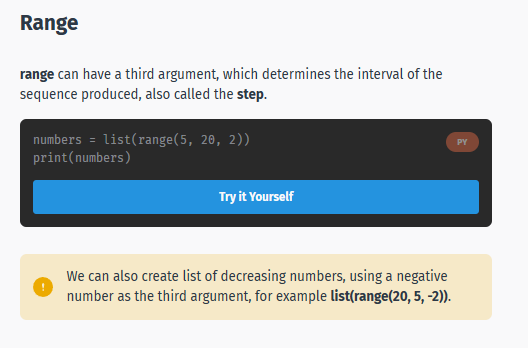 Range
range can have a third argument, which determines the interval of the
sequence produced, also called the step.
numbers = list(range(5, 20, 2))
PY
print(numbers)
Try it Yourself
!
We can also create list of decreasing numbers, using a negative
number as the third argument, for example list(range(20, 5, -2)).